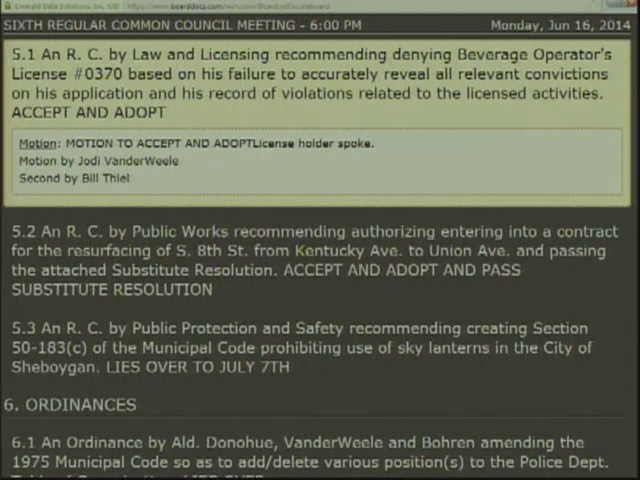 SIXTH REGULAR COMMON COUNCIL MEETING - 6:00 PM Monday, Jun 16, 2014
5.1 An R. C. by Law and Licensing recommending denying Beverage Operator's
License #0370 based on his failure to accurately reveal all relevant convictions
on his application and his record of violations related to the licensed activities.
ACCEPT AND ADOPT
Motion: MOTION TO ACCEPT AND ADOPTLicense holder spoke.
Motion by Jodi VanderWeele
Second by Bill Thiel
5.2 An R. C. by Public Works recommending authorizing entering into a contract
for the resurfacing of S. 8th St. from Kentucky Ave. to Union Ave. and passing
the attached Substitute Resolution. ACCEPT AND ADOPT AND PASS
SUBSTITUTE RESOLUTION
5.3 An R. C. by Public Protection and Safety recommending creating Section
50-183(c) of the Municipal Code prohibiting use of sky lanterns in the City of
Sheboygan. LIES OVER TO JULY 7TH
6. ORDINANCES
6.1 An Ordinance by Ald. Donohue, VanderWeele and Bohren amending the
1975 Municipal Code so as to add/delete various position(s) to the Police Dept.